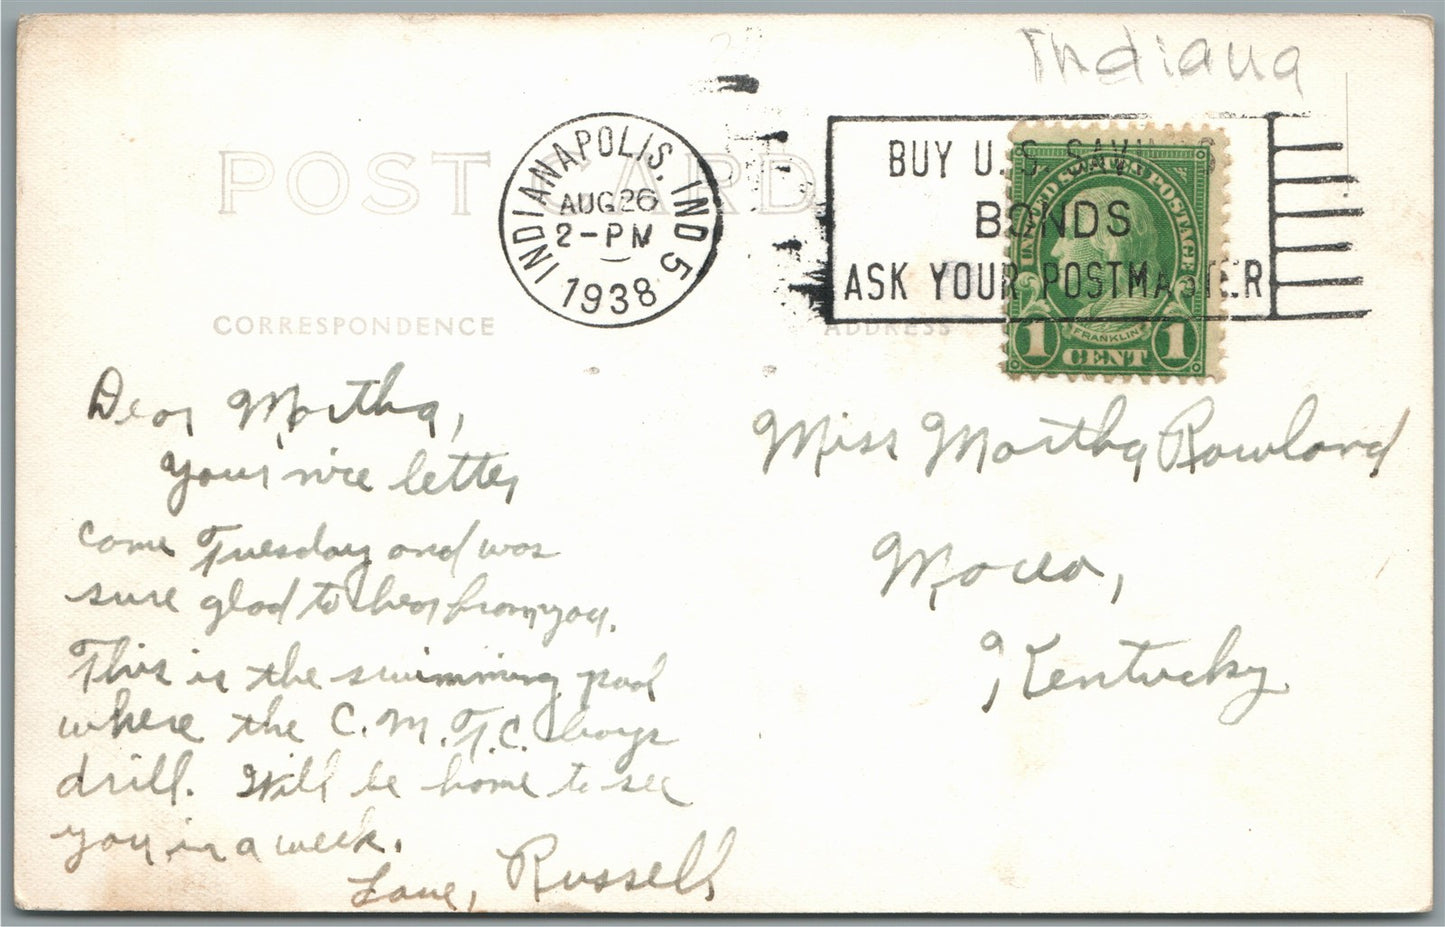 Indiana
POST CARD
INDIANAPOLIS, IND 5
AUG 26
2-PM
1938
BUY U.S. SAVINGS
BONDS
ASK YOUR POSTMASTER
UNITED STATES POSTAGE
FRANKLIN
1 CENT 1
CORRESPONDENCE
ADDRESS
Dear Martha,
Your nice letter
came Tuesday and was
sure glad to hear from you.
This is the swimming pool
where the C.M.T.C. boys
drill. Will be home to see
you in a week.
Love, Russell
Miss Martha Rowland
Kentucky